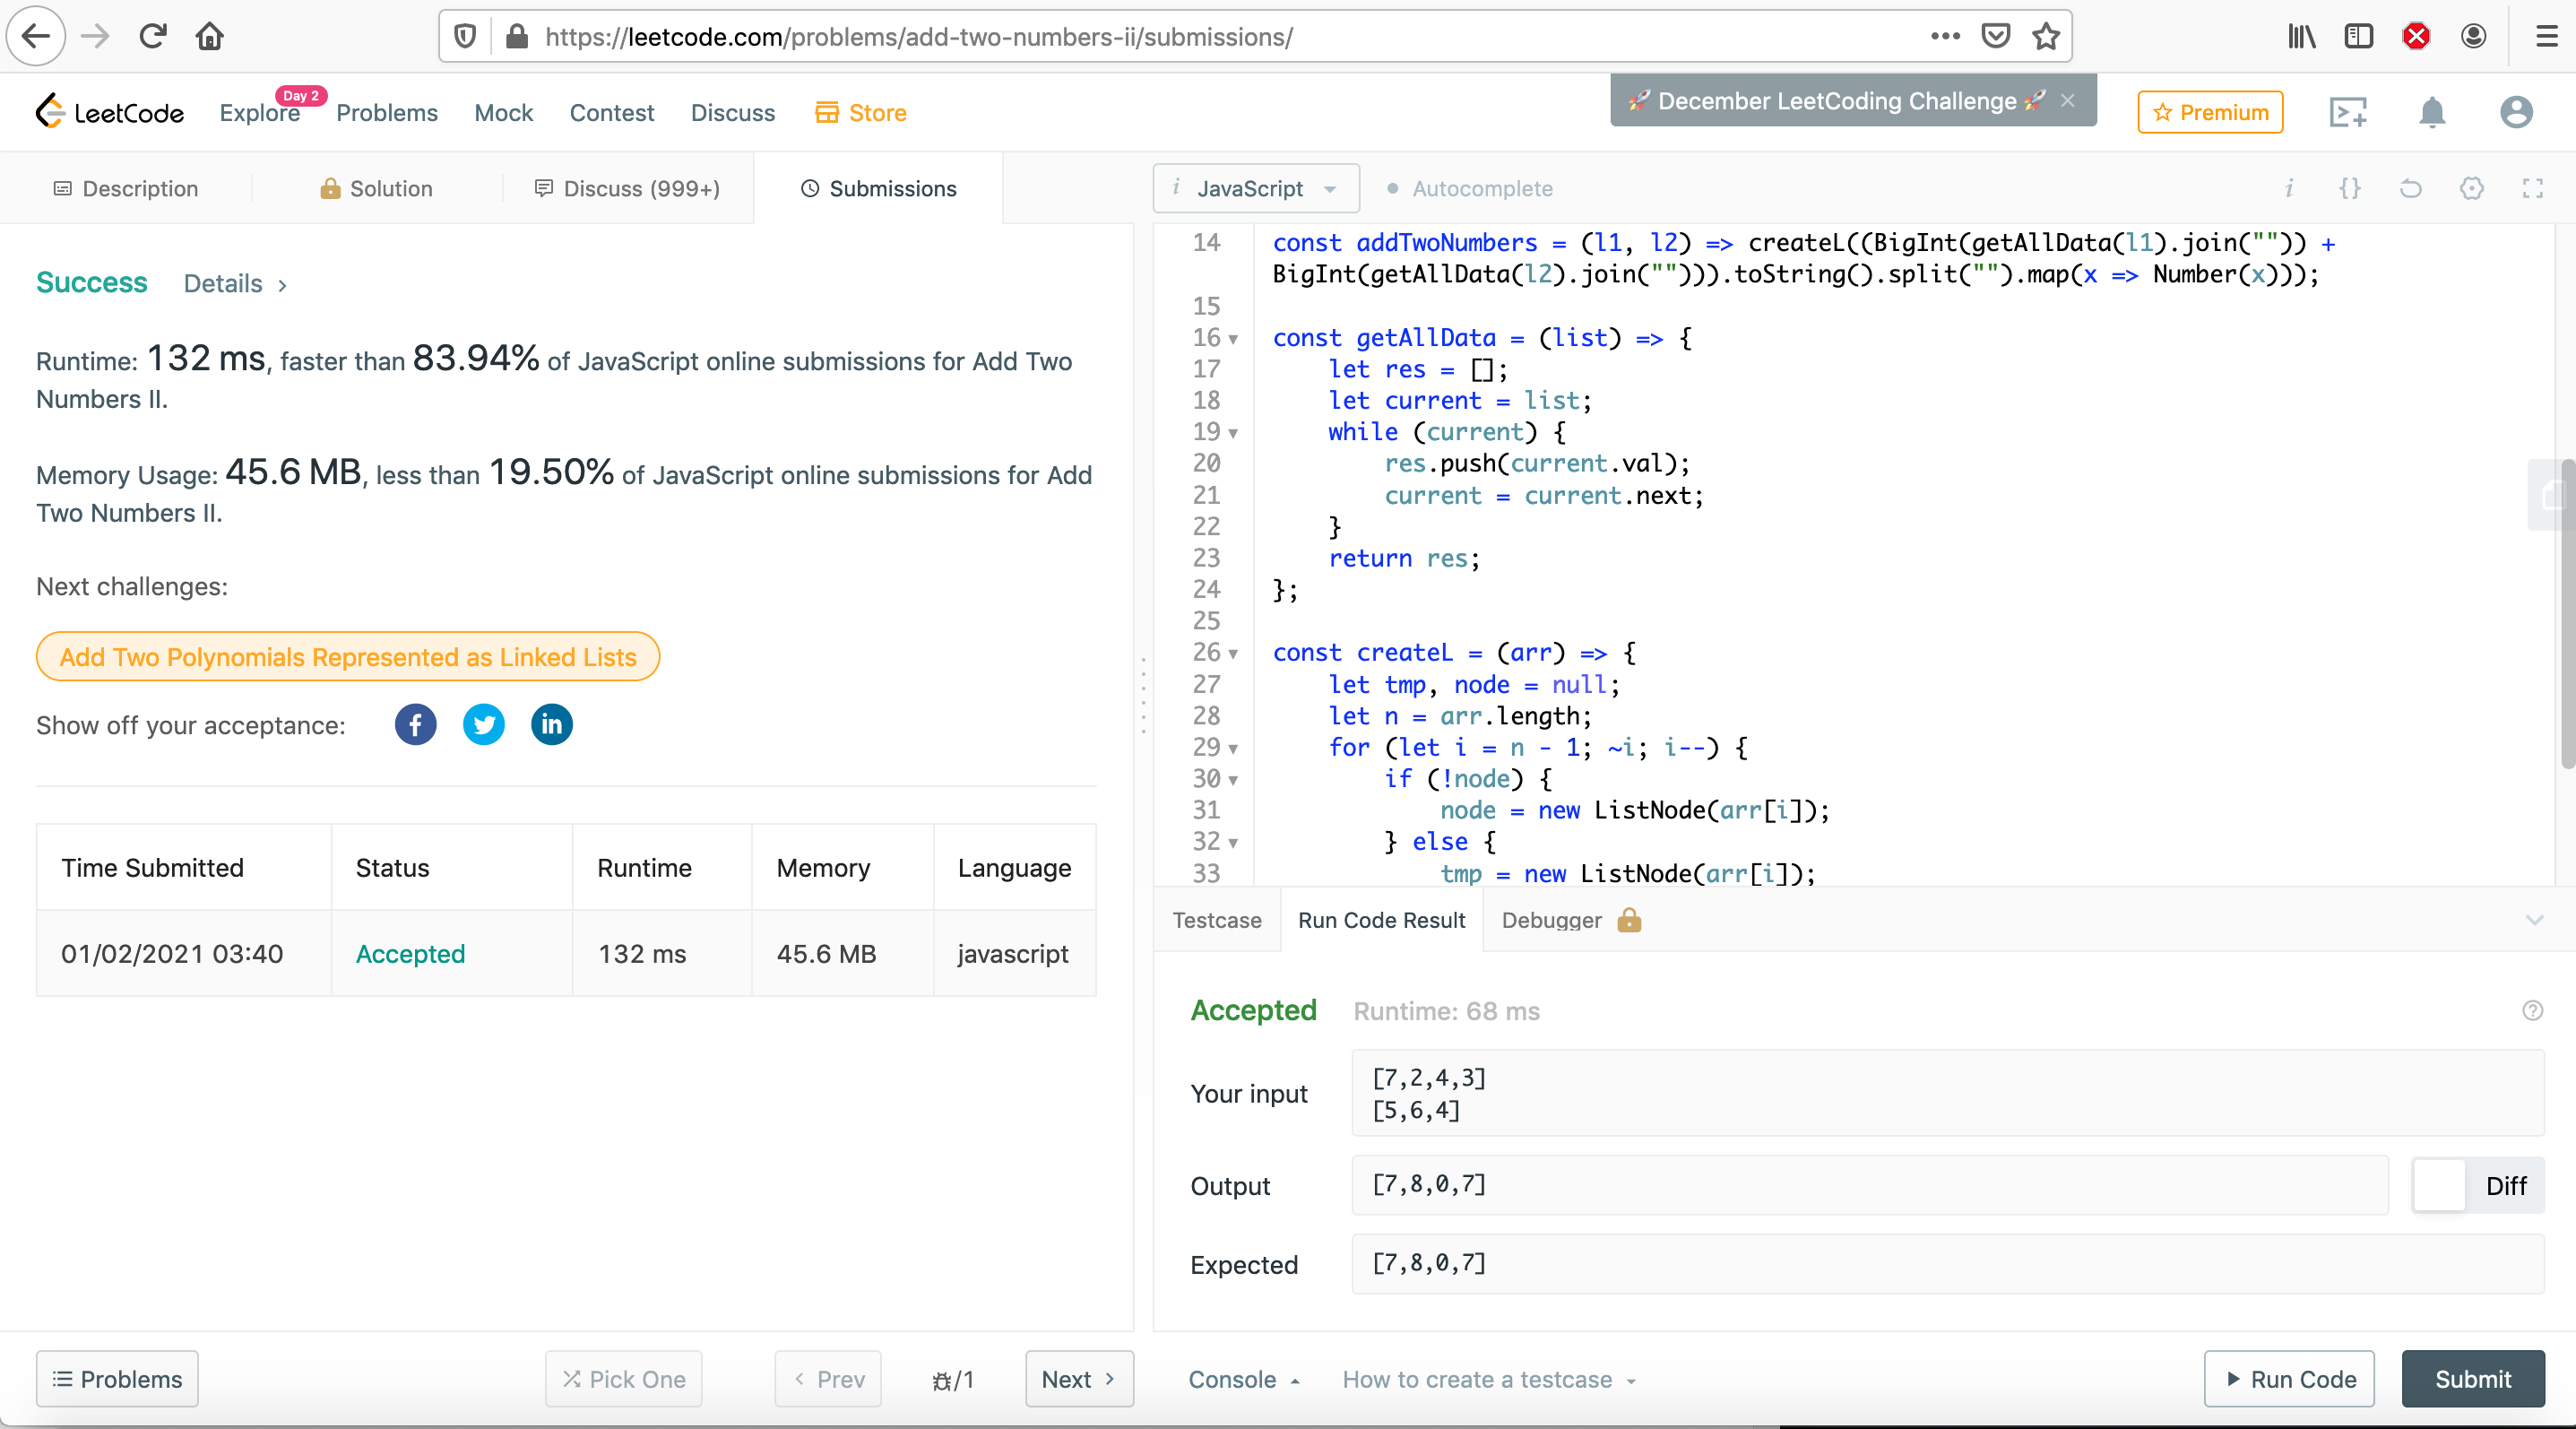 https://leetcode.com/problems/add-two-numbers-ii/submissions/
LeetCode
Explore
Day 2
Problems
Mock
Contest
Discuss
Store
🚀 December LeetCoding Challenge 🚀 ×
Premium
Description
Solution
Discuss (999+)
Submissions
i JavaScript
Autocomplete
Success Details >
Runtime: 132 ms, faster than 83.94% of JavaScript online submissions for Add Two
Numbers II.
Memory Usage: 45.6 MB, less than 19.50% of JavaScript online submissions for Add
Two Numbers II.
Next challenges:
Add Two Polynomials Represented as Linked Lists
Show off your acceptance:
Time Submitted Status Runtime Memory Language
01/02/2021 03:40 Accepted 132 ms 45.6 MB javascript
14 const addTwoNumbers = (l1, l2) => createL((BigInt(getAllData(l1).join("")) +
BigInt(getAllData(l2).join(""))).toString().split("").map(x => Number(x)));
15
16 const getAllData = (list) => {
17 let res = [];
18 let current = list;
19 while (current) {
20 res.push(current.val);
21 current = current.next;
22 }
23 return res;
24 };
25
26 const createL = (arr) => {
27 let tmp, node = null;
28 let n = arr.length;
29 for (let i = n - 1; ~i; i--) {
30 if (!node) {
31 node = new ListNode(arr[i]);
32 } else {
33 tmp = new ListNode(arr[i]);
Testcase
Run Code Result
Debugger
Accepted Runtime: 68 ms
Your input
[7,2,4,3]
[5,6,4]
Output
[7,8,0,7]
Diff
Expected
[7,8,0,7]
Problems
Pick One
< Prev
/1
Next >
Console
How to create a testcase
Run Code
Submit